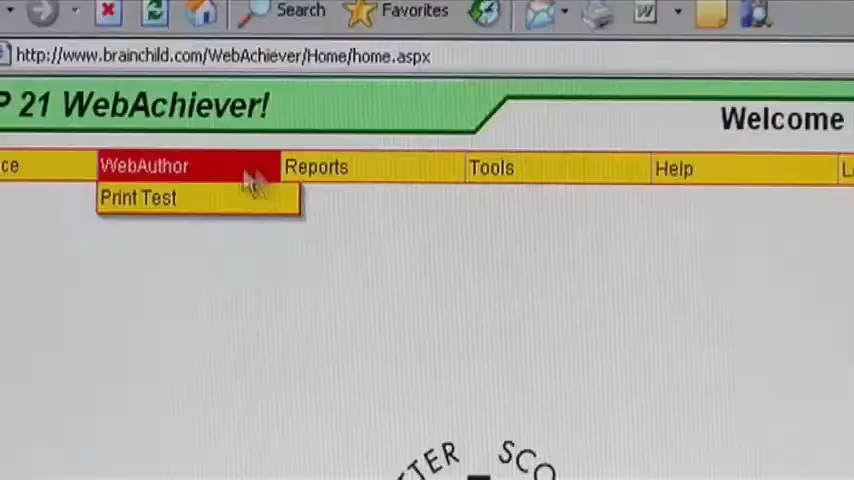 Search Favorites
http://www.brainchild.com/WebAchiever/Home/home.aspx
P 21 WebAchiever!
Welcome
ce WebAuthor Reports Tools Help L
Print Test
TTER SCO